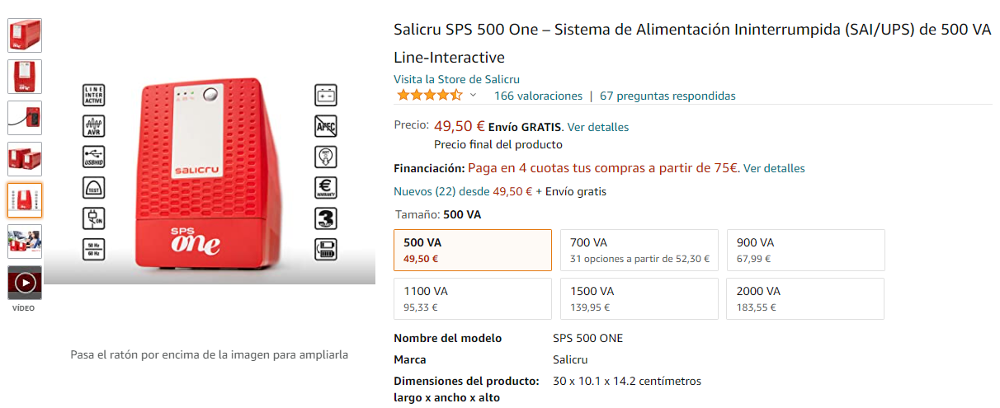 Salicru SPS 500 One – Sistema de Alimentación Ininterrumpida (SAI/UPS) de 500 VA
Line-Interactive
Visita la Store de Salicru
166 valoraciones | 67 preguntas respondidas
Precio: 49,50 € Envío GRATIS. Ver detalles
Precio final del producto
Financiación: Paga en 4 cuotas tus compras a partir de 75€. Ver detalles
Nuevos (22) desde 49,50 € + Envío gratis
Tamaño: 500 VA
500 VA
49,50 €
700 VA
31 opciones a partir de 52,30 €
900 VA
67,99 €
1100 VA
95,33 €
1500 VA
139,95 €
2000 VA
183,55 €
Nombre del modelo SPS 500 ONE
Marca Salicru
Dimensiones del producto: 30 x 10.1 x 14.2 centímetros
largo x ancho x alto
LINE
INTER
ACTIVE
AVR
USBHID
TEST
ON
50 Hz
60 Hz
SALICRU
SPS
one
APFC
€
WARRANTY
3
VÍDEO
Pasa el ratón por encima de la imagen para ampliarla